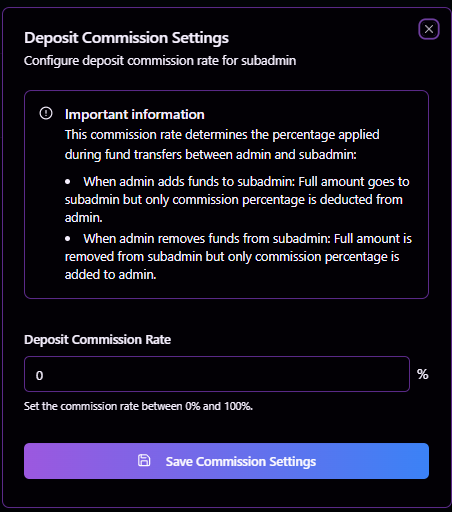 Deposit Commission Settings
Configure deposit commission rate for subadmin
Important information
This commission rate determines the percentage applied
during fund transfers between admin and subadmin:
• When admin adds funds to subadmin: Full amount goes to
subadmin but only commission percentage is deducted from
admin.
• When admin removes funds from subadmin: Full amount is
removed from subadmin but only commission percentage is
added to admin.
Deposit Commission Rate
0 %
Set the commission rate between 0% and 100%.
Save Commission Settings